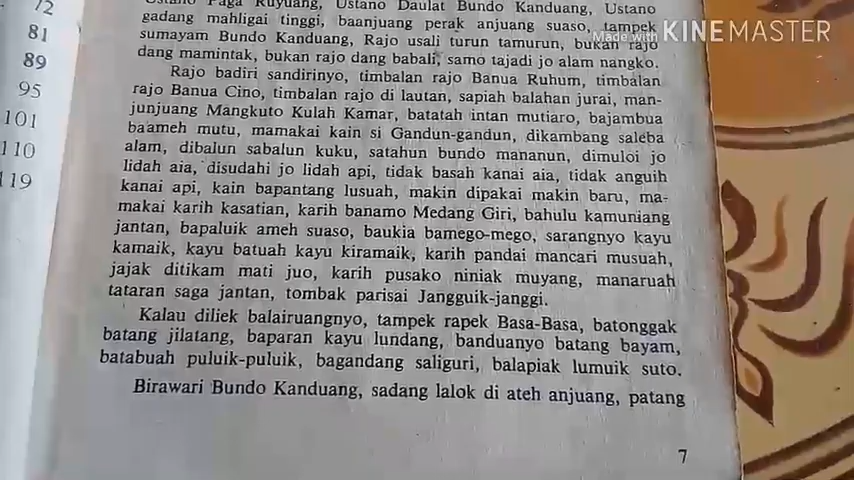 72
81
89
95
101
110
119
Ustano Paga Ruyuang, Ustano Daulat Bundo Kanduang, Ustano
gadang mahligai tinggi, baanjuang perak anjuang suaso, tampek
sumayam Bundo Kanduang, Rajo usali turun tamurun, bukan rajo
dang mamintak, bukan rajo dang babali, samo tajadi jo alam nangko.
Rajo badiri sandirinyo, timbalan rajo Banua Ruhum, timbalan
rajo Banua Cino, timbalan rajo di lautan, sapiah balahan jurai, man-
junjuang Mangkuto Kulah Kamar, batatah intan mutiaro, bajambua
ba'ameh mutu, mamakai kain si Gandun-gandun, dikambang saleba
alam, dibalun sabalun kuku, satahun bundo mananun, dimuloi jo
lidah aia, disudahi jo lidah api, tidak basah kanai aia, tidak anguih
kanai api, kain bapantang lusuah, makin dipakai makin baru, ma-
makai karih kasatian, karih banamo Medang Giri, bahulu kamuniang
jantan, bapaluik ameh suaso, baukia bamego-mego, sarangnyo kayu
kamaik, kayu batuah kayu kiramaik, karih pandai mancari musuah,
jajak ditikam mati juo, karih pusako niniak muyang, manaruah
tataran saga jantan, tombak parisai Jangguik-janggi.
Kalau diliek balairuangnyo, tampek rapek Basa-Basa, batonggak
batang jilatang, baparan kayu lundang, banduanyo batang bayam,
batabuah puluik-puluik, bagandang saliguri, balapiak lumuik suto.
Birawari Bundo Kanduang, sadang lalok di ateh anjuang, patang
7
Made with KINEMASTER